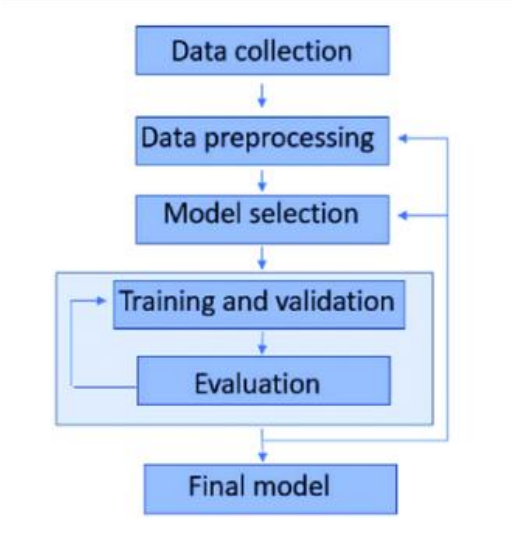 Data collection
Data preprocessing
Model selection
Training and validation
Evaluation
Final model